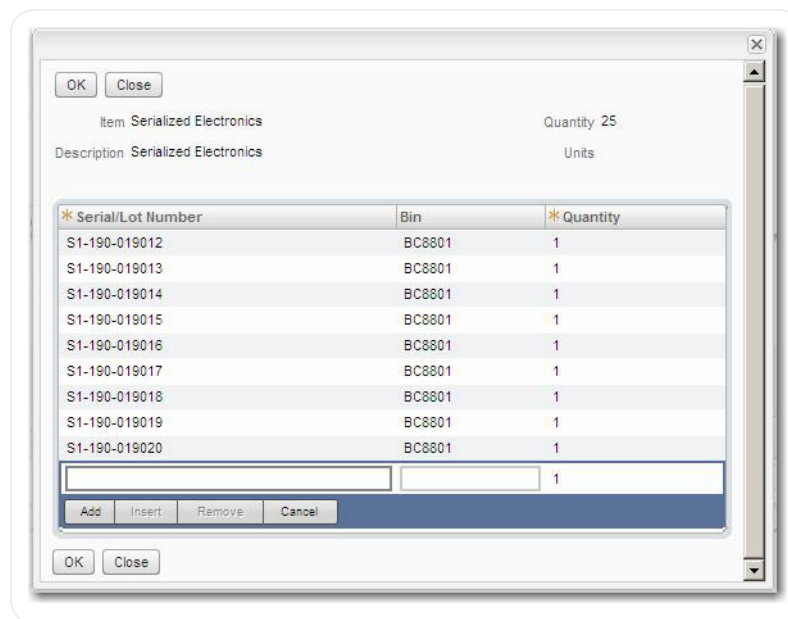 OK Close
Item Serialized Electronics Quantity 25
Description Serialized Electronics Units
* Serial/Lot Number Bin * Quantity
S1-190-019012 BC8801 1
S1-190-019013 BC8801 1
S1-190-019014 BC8801 1
S1-190-019015 BC8801 1
S1-190-019016 BC8801 1
S1-190-019017 BC8801 1
S1-190-019018 BC8801 1
S1-190-019019 BC8801 1
S1-190-019020 BC8801 1
1
Add Insert Remove Cancel
OK Close